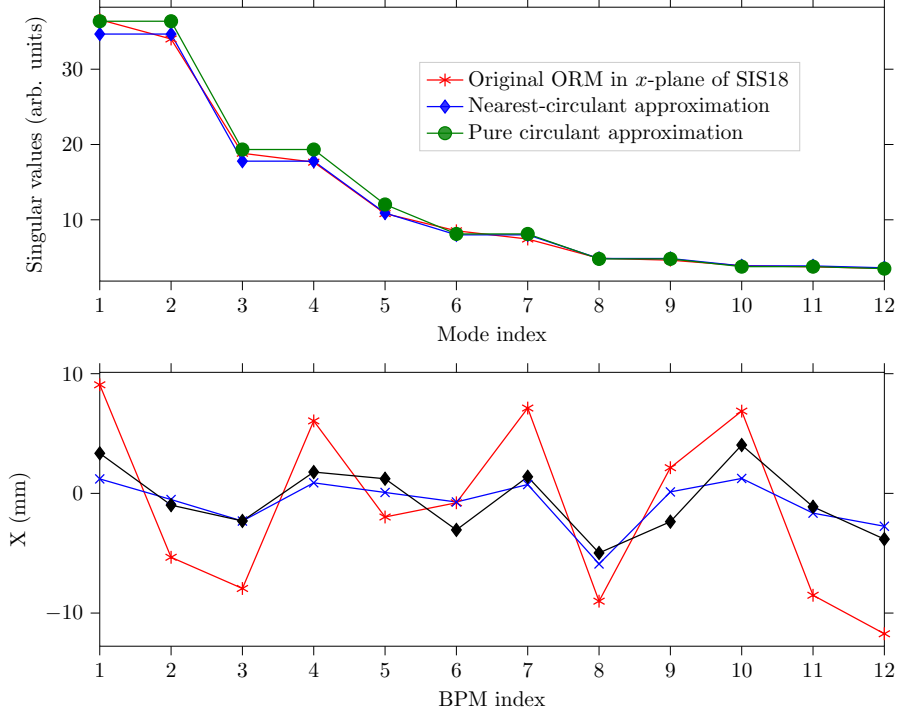 Singular values (arb. units)
30
20
10
Original ORM in x-plane of SIS18
Nearest-circulant approximation
Pure circulant approximation
1 2 3 4 5 6 7 8 9 10 11 12
Mode index
X (mm)
10
0
−10
1 2 3 4 5 6 7 8 9 10 11 12
BPM index